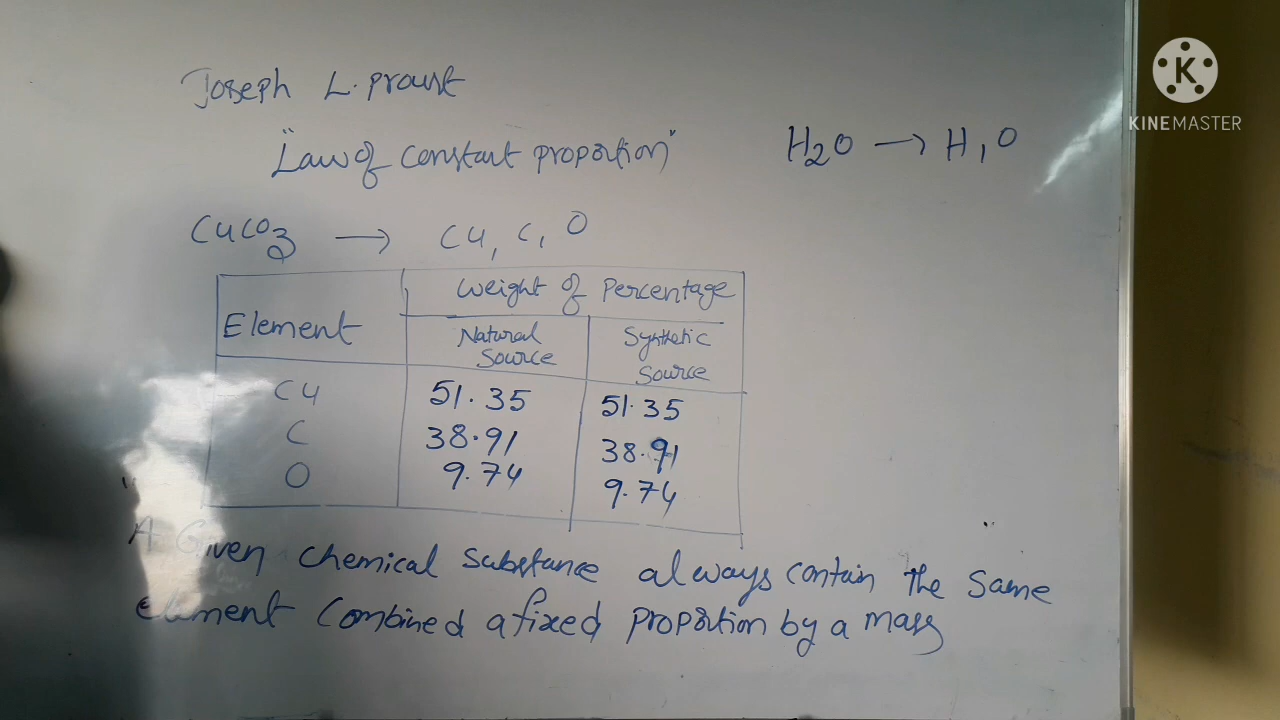 Joseph L. Proust
"Law of constant proportion"
H2O → H, O
K
KINEMASTER
CuCO3 → Cu, C, O
Element
Weight of Percentage
Natural Source
Synthetic Source
Cu 51.35 51.35
C 38.91 38.91
O 9.74 9.74
A Given chemical substance always contain the same
element combined a fixed proportion by a mass